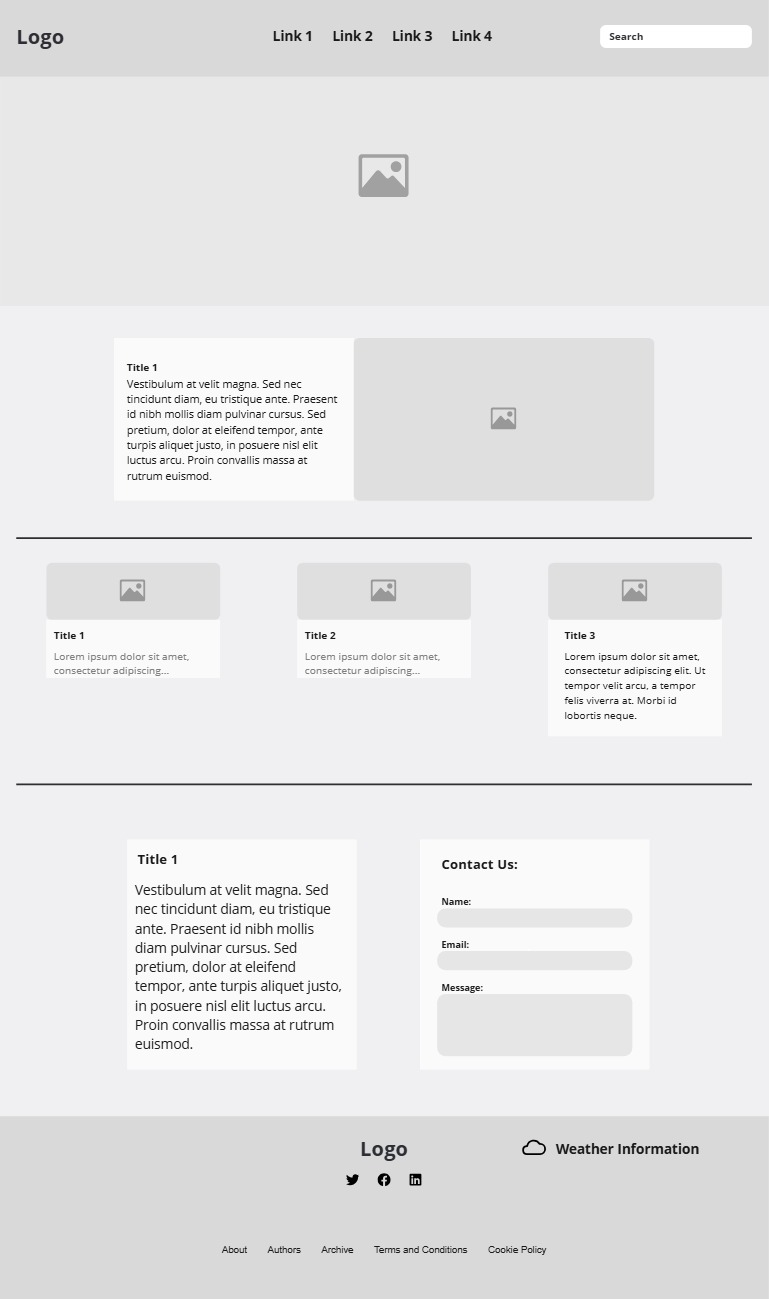 Logo
Link 1 Link 2 Link 3 Link 4
Search
Title 1
Vestibulum at velit magna. Sed nec
tincidunt diam, eu tristique ante. Praesent
id nibh mollis diam pulvinar cursus. Sed
pretium, dolor at eleifend tempor, ante
turpis aliquet justo, in posuere nisl elit
luctus arcu. Proin convallis massa at
rutrum euismod.
Title 1
Lorem ipsum dolor sit amet,
consectetur adipiscing...
Title 2
Lorem ipsum dolor sit amet,
consectetur adipiscing...
Title 3
Lorem ipsum dolor sit amet,
consectetur adipiscing elit. Ut
tempor velit arcu, a tempor
felis viverra at. Morbi id
lobortis neque.
Title 1
Vestibulum at velit magna. Sed
nec tincidunt diam, eu tristique
ante. Praesent id nibh mollis
diam pulvinar cursus. Sed
pretium, dolor at eleifend
tempor, ante turpis aliquet justo,
in posuere nisl elit luctus arcu.
Proin convallis massa at rutrum
euismod.
Contact Us:
Name:
Email:
Message:
Logo
Weather Information
About Authors Archive Terms and Conditions Cookie Policy